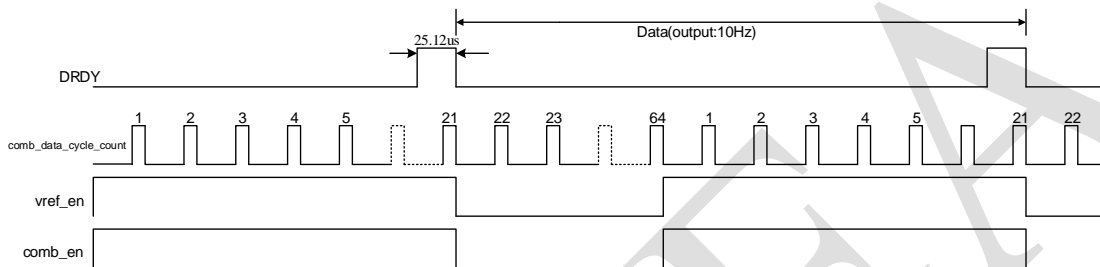 Data(output:10Hz)
25.12us
DRDY
1 2 3 4 5 21 22 23 64 1 2 3 4 5 21 22
comb_data_cycle_count
vref_en
comb_en